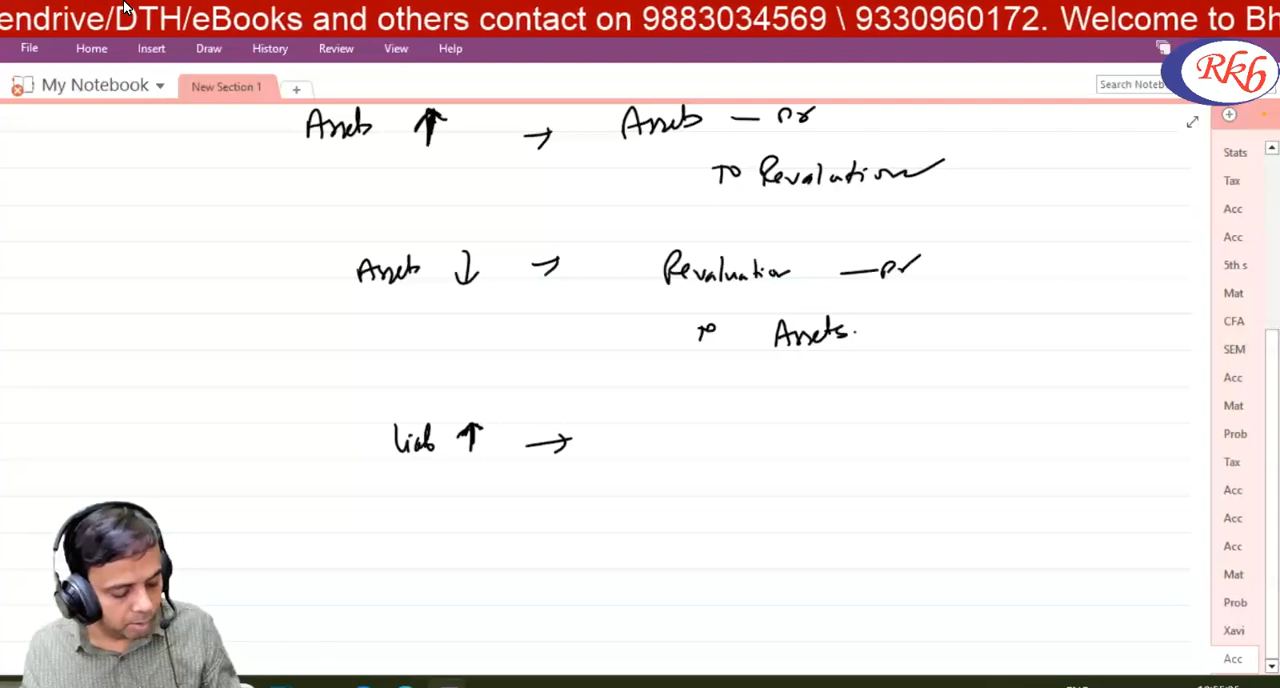 endrive/DTH/eBooks and others contact on 9883034569 \ 9330960172. Welcome to Bh
File Home Insert Draw History Review View Help
Rkb
My Notebook New Section 1 + Search Noteb
Assets ↑ → Assets — Dr
To Revaluation
Assets ↓ → Revaluation — Dr
To Assets.
Liab ↑ →
Stats
Tax
Acc
Acc
5th s
Mat
CFA
SEM
Acc
Mat
Prob
Tax
Acc
Acc
Acc
Mat
Prob
Xavi
Acc